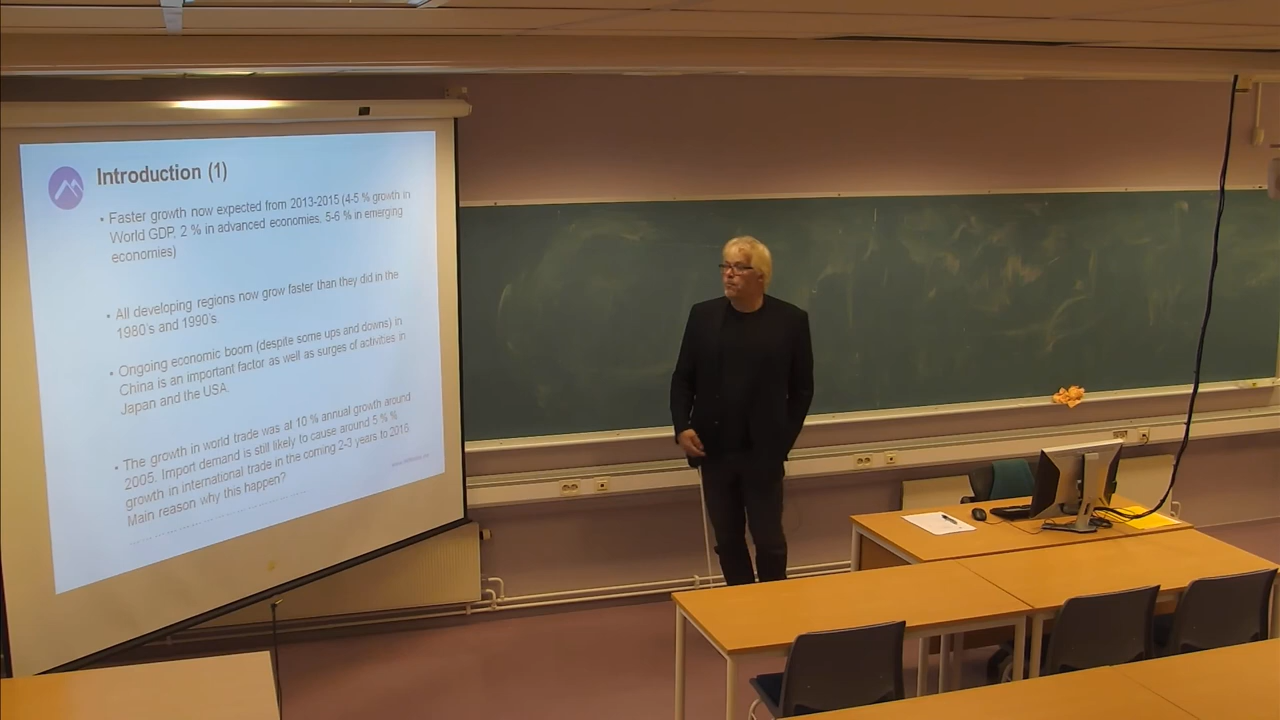 Introduction (1)
• Faster growth now expected from 2013-2015 (4-5 % growth in
World GDP, 2 % in advanced economies. 5-6 % in emerging
economies)
• All developing regions now grow faster than they did in the
1980's and 1990's.
• Ongoing economic boom (despite some ups and downs) in
China is an important factor as well as surges of activities in
Japan and the USA.
• The growth in world trade was at 10 % annual growth around
2005. Import demand is still likely to cause around 5 % %
growth in international trade in the coming 2-3 years to 2015.
Main reason why this happen?